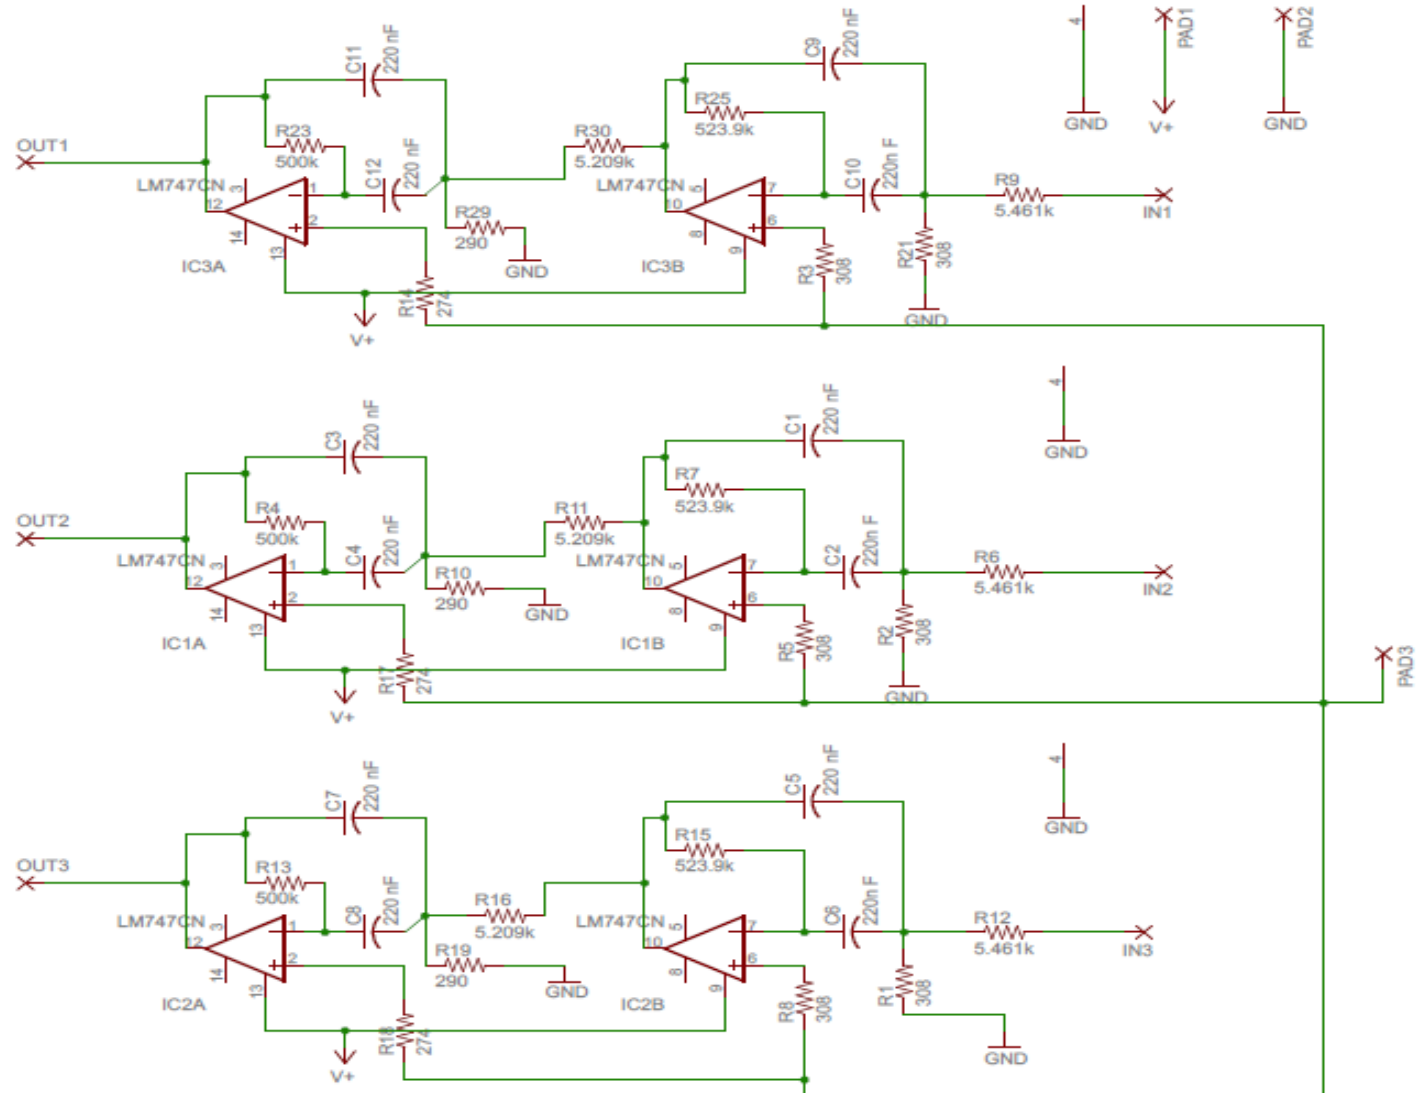 C11
220 nF
C9
220 nF
4
GND
PAD1
V+
PAD2
GND
OUT1
R23
500k
C12
220 nF
R30
5.209k
R25
523.9k
C10
220n F
R9
5.461k
IN1
LM747CN
3
1
12
2
14
13
IC3A
R29
290
GND
LM747CN
5
7
10
6
8
9
IC3B
R3
308
R21
308
GND
R14
274
V+
C3
220 nF
C1
220 nF
4
GND
OUT2
R4
500k
C4
220 nF
R11
5.209k
R7
523.9k
C2
220n F
R6
5.461k
IN2
LM747CN
3
1
12
2
14
13
IC1A
R10
290
GND
LM747CN
5
7
10
6
8
9
IC1B
R5
308
R2
308
GND
R17
274
V+
PAD3
C7
220 nF
C5
220 nF
4
GND
OUT3
R13
500k
C8
220 nF
R16
5.209k
R15
523.9k
C6
220n F
R12
5.461k
IN3
LM747CN
3
1
12
2
14
13
IC2A
R19
290
GND
LM747CN
5
7
10
6
8
9
IC2B
R8
308
R1
308
GND
R18
274
V+